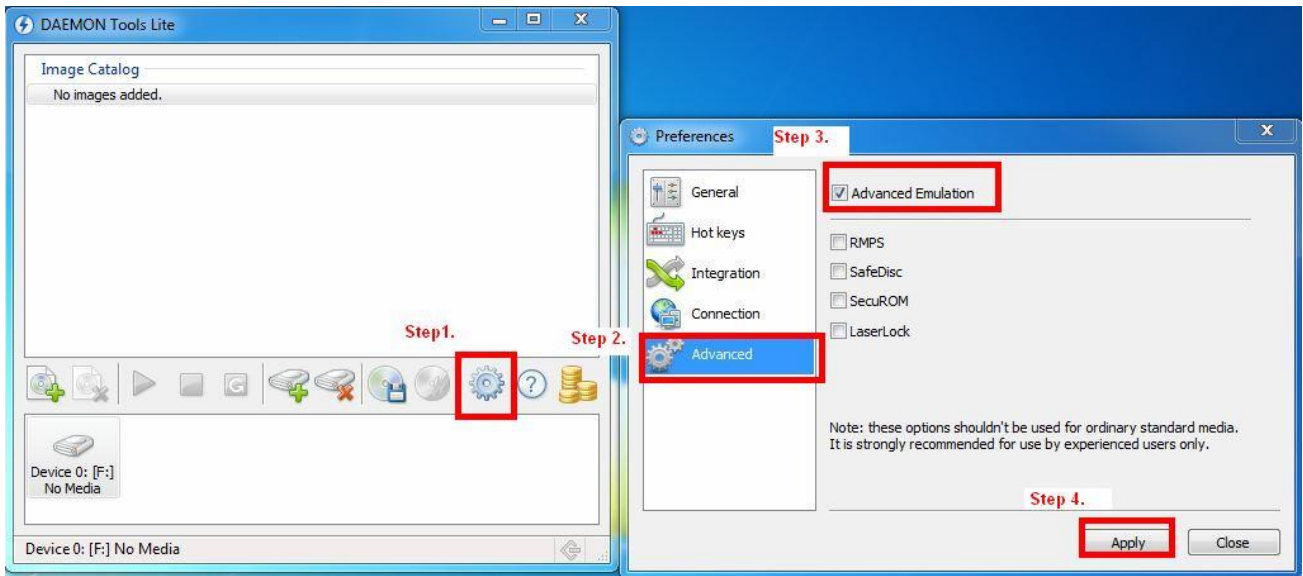 DAEMON Tools Lite
Image Catalog
No images added.
Step1.
Device 0: [F:]
No Media
Device 0: [F:] No Media
Preferences
Step 3.
General
Hot keys
Integration
Connection
Step 2.
Advanced
Advanced Emulation
RMPS
SafeDisc
SecuROM
LaserLock
Note: these options shouldn't be used for ordinary standard media.
It is strongly recommended for use by experienced users only.
Step 4.
Apply
Close